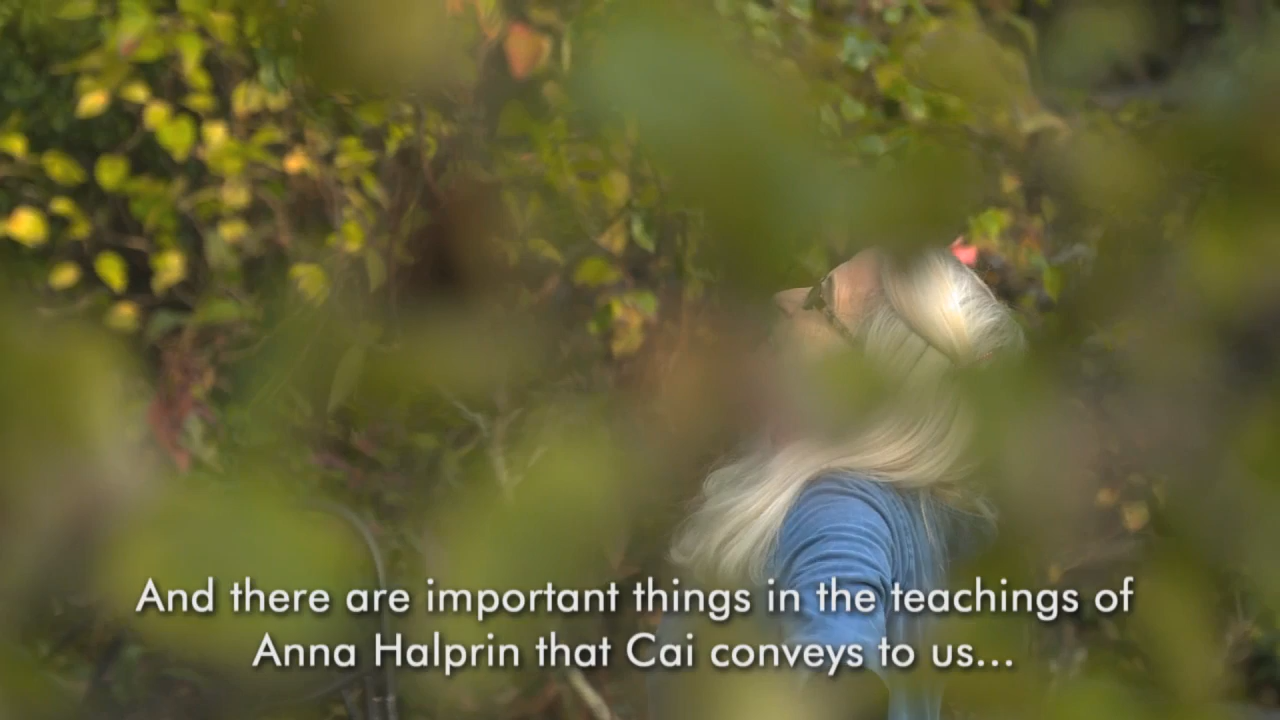 And there are important things in the teachings of
Anna Halprin that Cai conveys to us...